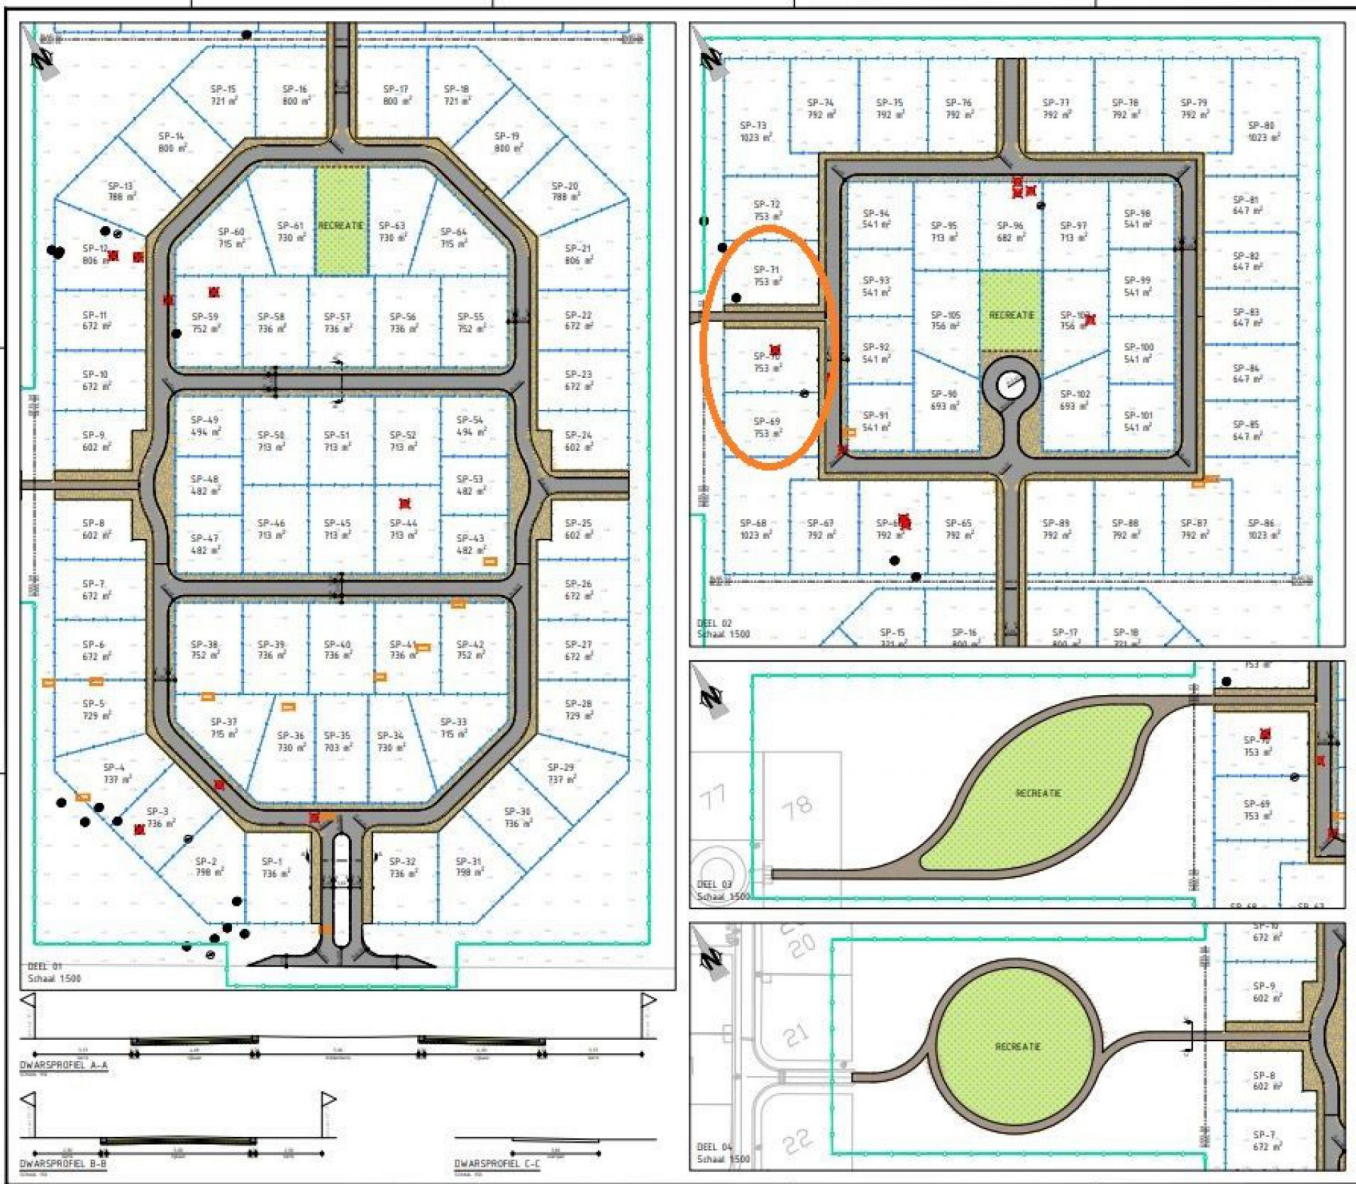 N
SP-15
721 m²
SP-16
800 m²
SP-17
800 m²
SP-18
721 m²
SP-14
800 m²
SP-19
800 m²
SP-13
788 m²
SP-20
788 m²
SP-60
715 m²
SP-61
730 m²
RECREATIE
SP-63
730 m²
SP-64
715 m²
SP-12
806 m²
SP-21
806 m²
SP-11
672 m²
SP-59
752 m²
SP-58
736 m²
SP-57
736 m²
SP-56
736 m²
SP-55
752 m²
SP-22
672 m²
SP-10
672 m²
SP-23
672 m²
SP-9
602 m²
SP-49
494 m²
SP-50
713 m²
SP-51
713 m²
SP-52
713 m²
SP-54
494 m²
SP-24
602 m²
SP-48
482 m²
SP-53
482 m²
SP-8
602 m²
SP-47
482 m²
SP-46
713 m²
SP-45
713 m²
SP-44
713 m²
SP-43
482 m²
SP-25
602 m²
SP-7
672 m²
SP-26
672 m²
SP-6
672 m²
SP-38
752 m²
SP-39
736 m²
SP-40
736 m²
SP-41
736 m²
SP-42
752 m²
SP-27
672 m²
SP-5
729 m²
SP-37
715 m²
SP-36
730 m²
SP-35
703 m²
SP-34
730 m²
SP-33
715 m²
SP-28
729 m²
SP-4
737 m²
SP-29
737 m²
SP-3
736 m²
SP-30
736 m²
SP-2
798 m²
SP-1
736 m²
SP-32
736 m²
SP-31
798 m²
DEEL 01
Schaal 1:500
DWARSPROFIEL A-A
DWARSPROFIEL B-B
DWARSPROFIEL C-C
N
SP-73
1023 m²
SP-74
792 m²
SP-75
792 m²
SP-76
792 m²
SP-77
792 m²
SP-78
792 m²
SP-79
792 m²
SP-80
1023 m²
SP-72
753 m²
SP-94
541 m²
SP-95
713 m²
SP-96
682 m²
SP-97
713 m²
SP-98
541 m²
SP-81
647 m²
SP-71
753 m²
SP-93
541 m²
SP-99
541 m²
SP-82
647 m²
SP-105
756 m²
RECREATIE
756 m²
SP-83
647 m²
SP-70
753 m²
SP-92
541 m²
SP-100
541 m²
SP-84
647 m²
SP-69
753 m²
SP-91
541 m²
SP-90
693 m²
SP-102
693 m²
SP-101
541 m²
SP-85
647 m²
SP-68
1023 m²
SP-67
792 m²
792 m²
SP-65
792 m²
SP-89
792 m²
SP-88
792 m²
SP-87
792 m²
SP-86
1023 m²
DEEL 02
Schaal 1:500
SP-15
721 m²
SP-16
800 m²
SP-17
800 m²
SP-18
721 m²
N
753 m²
77
78
RECREATIE
SP-70
753 m²
SP-69
753 m²
DEEL 03
Schaal 1:500
SP-68
SP-67
N
20
21
22
RECREATIE
SP-10
672 m²
SP-9
602 m²
SP-8
602 m²
SP-7
672 m²
DEEL 04
Schaal 1:500